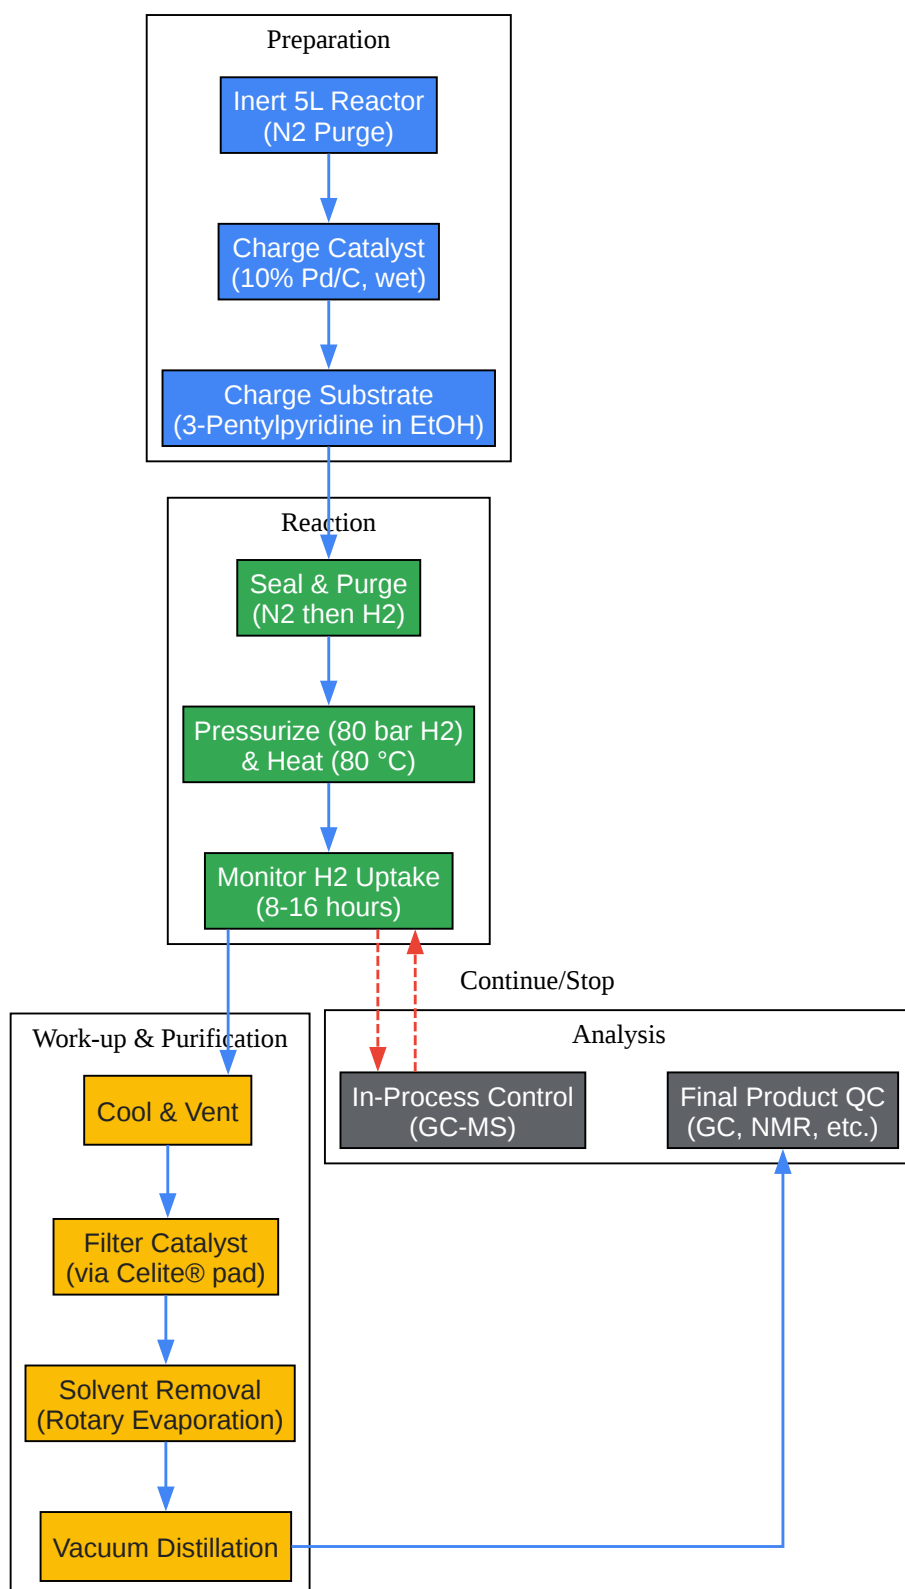 Preparation
Inert 5L Reactor
(N2 Purge)
Charge Catalyst
(10% Pd/C, wet)
Charge Substrate
(3-Pentylpyridine in EtOH)
Reaction
Seal & Purge
(N2 then H2)
Pressurize (80 bar H2)
& Heat (80 °C)
Monitor H2 Uptake
(8-16 hours)
Continue/Stop
Work-up & Purification
Cool & Vent
Filter Catalyst
(via Celite® pad)
Solvent Removal
(Rotary Evaporation)
Vacuum Distillation
Analysis
In-Process Control
(GC-MS)
Final Product QC
(GC, NMR, etc.)